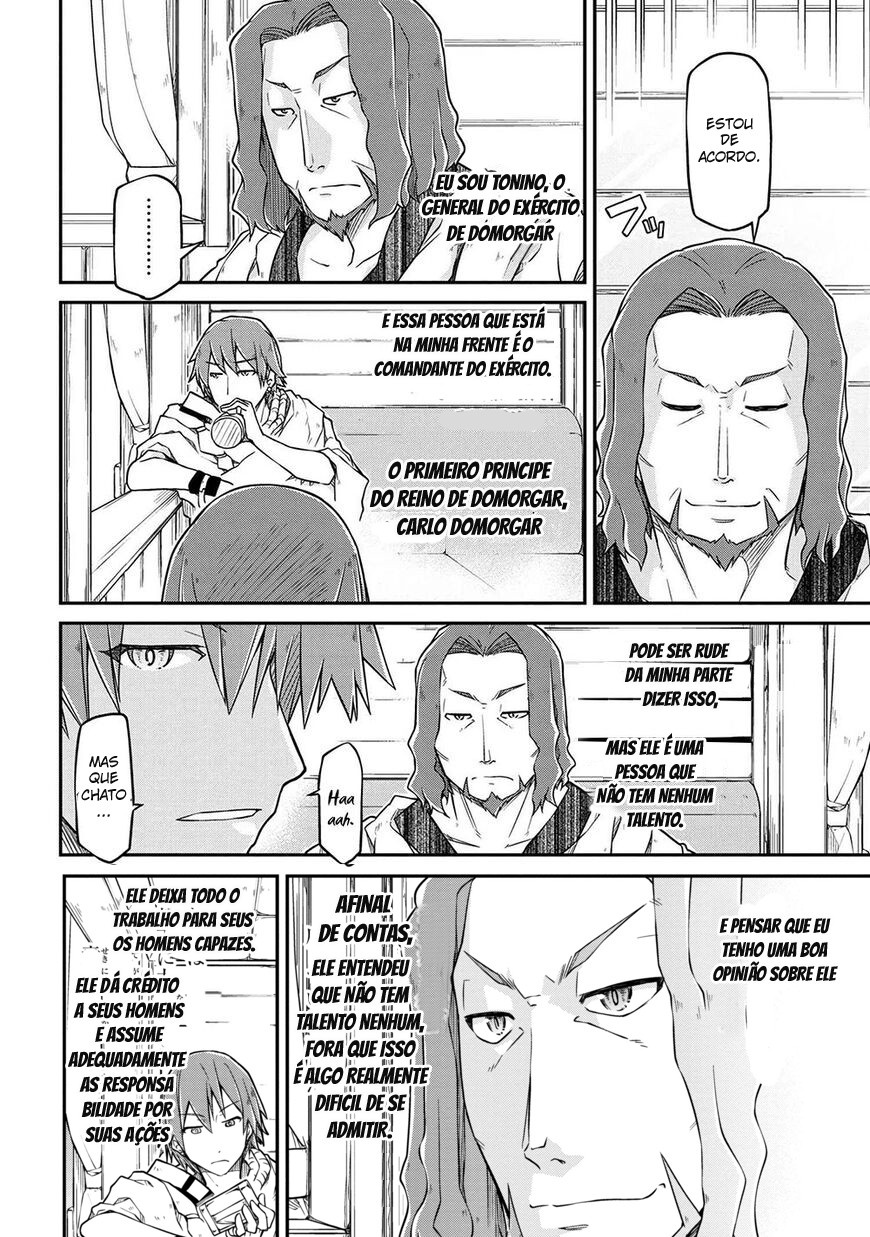 ESTOU
DE
ACORDO.
フッ
EU SOU TONINO, O
GENERAL DO EXÉRCITO
DE DOMORGAR
.........
E ESSA PESSOA QUE ESTÁ
NA MINHA FRENTE É O
COMANDANTE DO EXÉRCITO.
O PRIMEIRO PRINCIPE
DO REINO DE DOMORGAR,
CARLO DOMORGAR
PODE SER RUDE
DA MINHA PARTE
DIZER ISSO,
MAS ELE É UMA
PESSOA QUE
NÃO TEM NENHUM
TALENTO.
Haa
aah.
MAS
QUE
CHATO
...
E PENSAR QUE EU
TENHO UMA BOA
OPINIÃO SOBRE ELE
AFINAL
DE CONTAS,
ELE ENTENDEU
QUE NÃO TEM
TALENTO NENHUM,
FORA QUE ISSO
É ALGO REALMENTE
DIFICIL DE SE
ADMITIR.
ELE DEIXA TODO O
TRABALHO PARA SEUS
OS HOMENS CAPAZES.
ELE DÁ CRÉDITO
A SEUS HOMENS
E ASSUME
ADEQUADAMENTE
AS RESPONSA
BILIDADE POR
SUAS AÇÕES